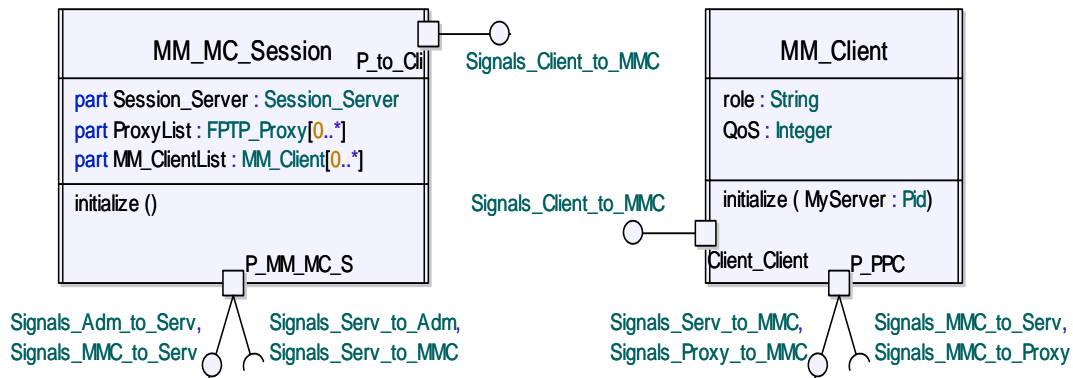 MM_MC_Session
P_to_Cli
Signals_Client_to_MMC
part Session_Server : Session_Server
part ProxyList : FPTP_Proxy[0..*]
part MM_ClientList : MM_Client[0..*]
initialize ()
P_MM_MC_S
Signals_Adm_to_Serv,
Signals_MMC_to_Serv
Signals_Serv_to_Adm,
Signals_Serv_to_MMC
MM_Client
role : String
QoS : Integer
Signals_Client_to_MMC
initialize ( MyServer : Pid)
Client_Client
P_PPC
Signals_Serv_to_MMC,
Signals_Proxy_to_MMC
Signals_MMC_to_Serv,
Signals_MMC_to_Proxy